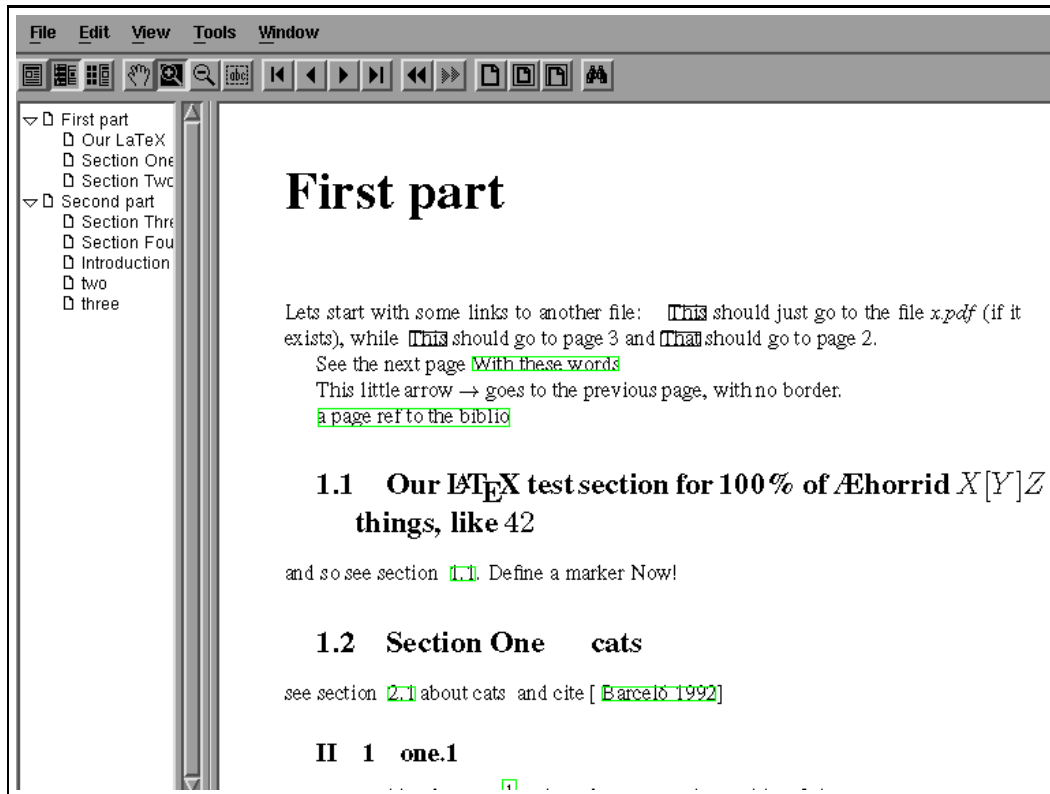 File Edit View Tools Window
abc
First part
Our LaTeX
Section One
Section Two
Second part
Section Thre
Section Fou
Introduction
two
three
First part
Lets start with some links to another file: This should just go to the file x.pdf (if it
exists), while This should go to page 3 and That should go to page 2.
See the next page With these words
This little arrow → goes to the previous page, with no border.
a page ref to the biblio
1.1 Our LATEX test section for 100% of Æhorrid X[Y]Z
things, like 42
and so see section 1.1. Define a marker Now!
1.2 Section One cats
see section 2.1 about cats and cite [ Barceló 1992]
II 1 one.1
1